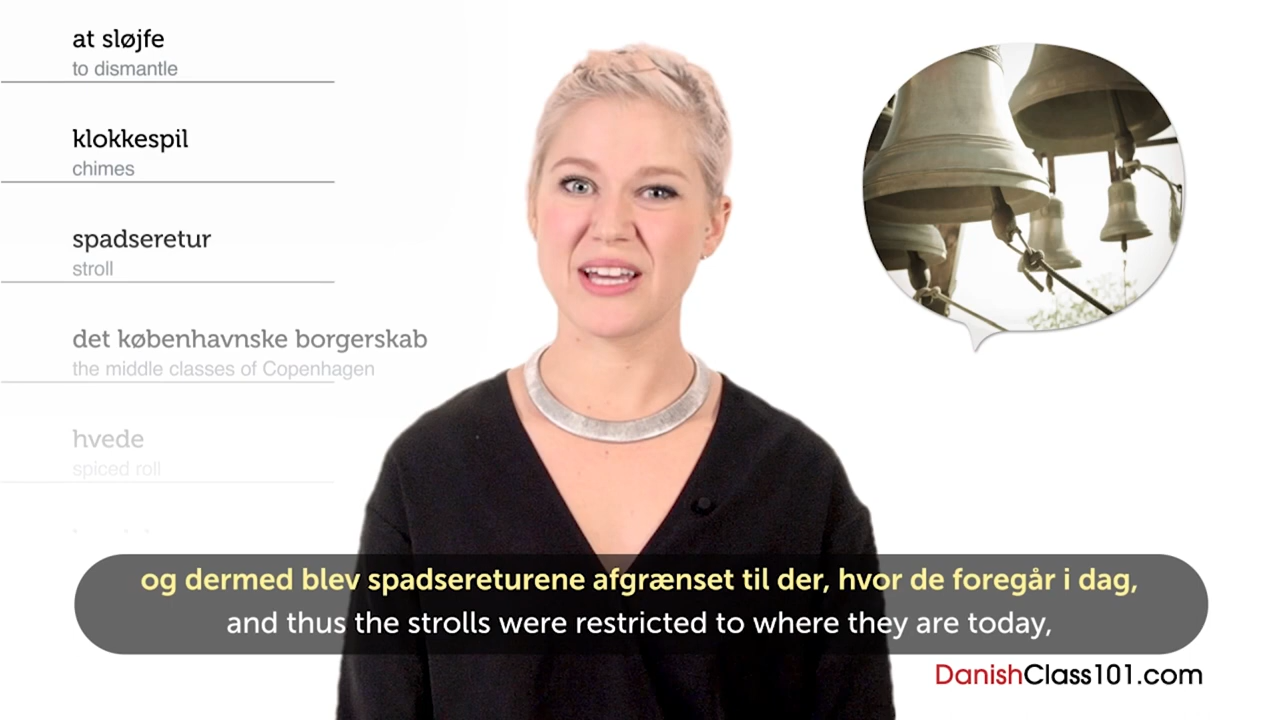 at sløjfe
to dismantle
klokkespil
chimes
spadseretur
stroll
det københavnske borgerskab
the middle classes of Copenhagen
hvede
spiced roll
og dermed blev spadsereturene afgrænset til der, hvor de foregår i dag,
and thus the strolls were restricted to where they are today,
DanishClass101.com